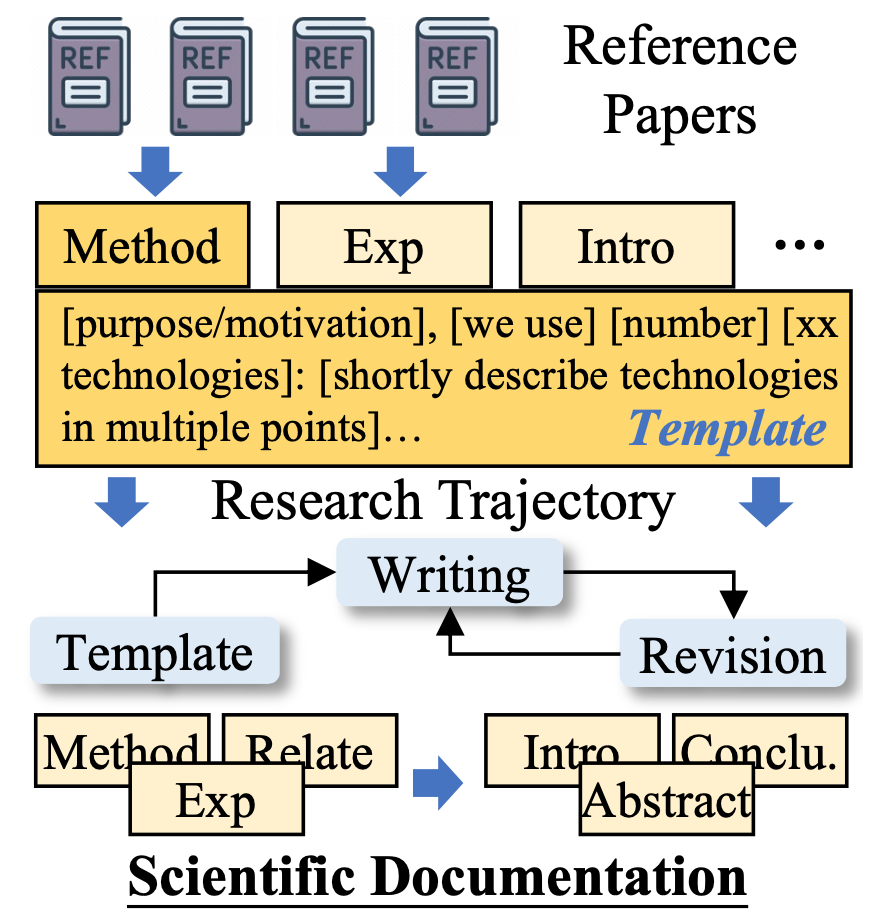 REF REF REF REF
Reference
Papers
Method Exp Intro ...
[purpose/motivation], [we use] [number] [xx
technologies]: [shortly describe technologies
in multiple points]...
Template
Research Trajectory
Writing
Template
Revision
Method Relate
Exp
Intro Conclu.
Abstract
Scientific Documentation